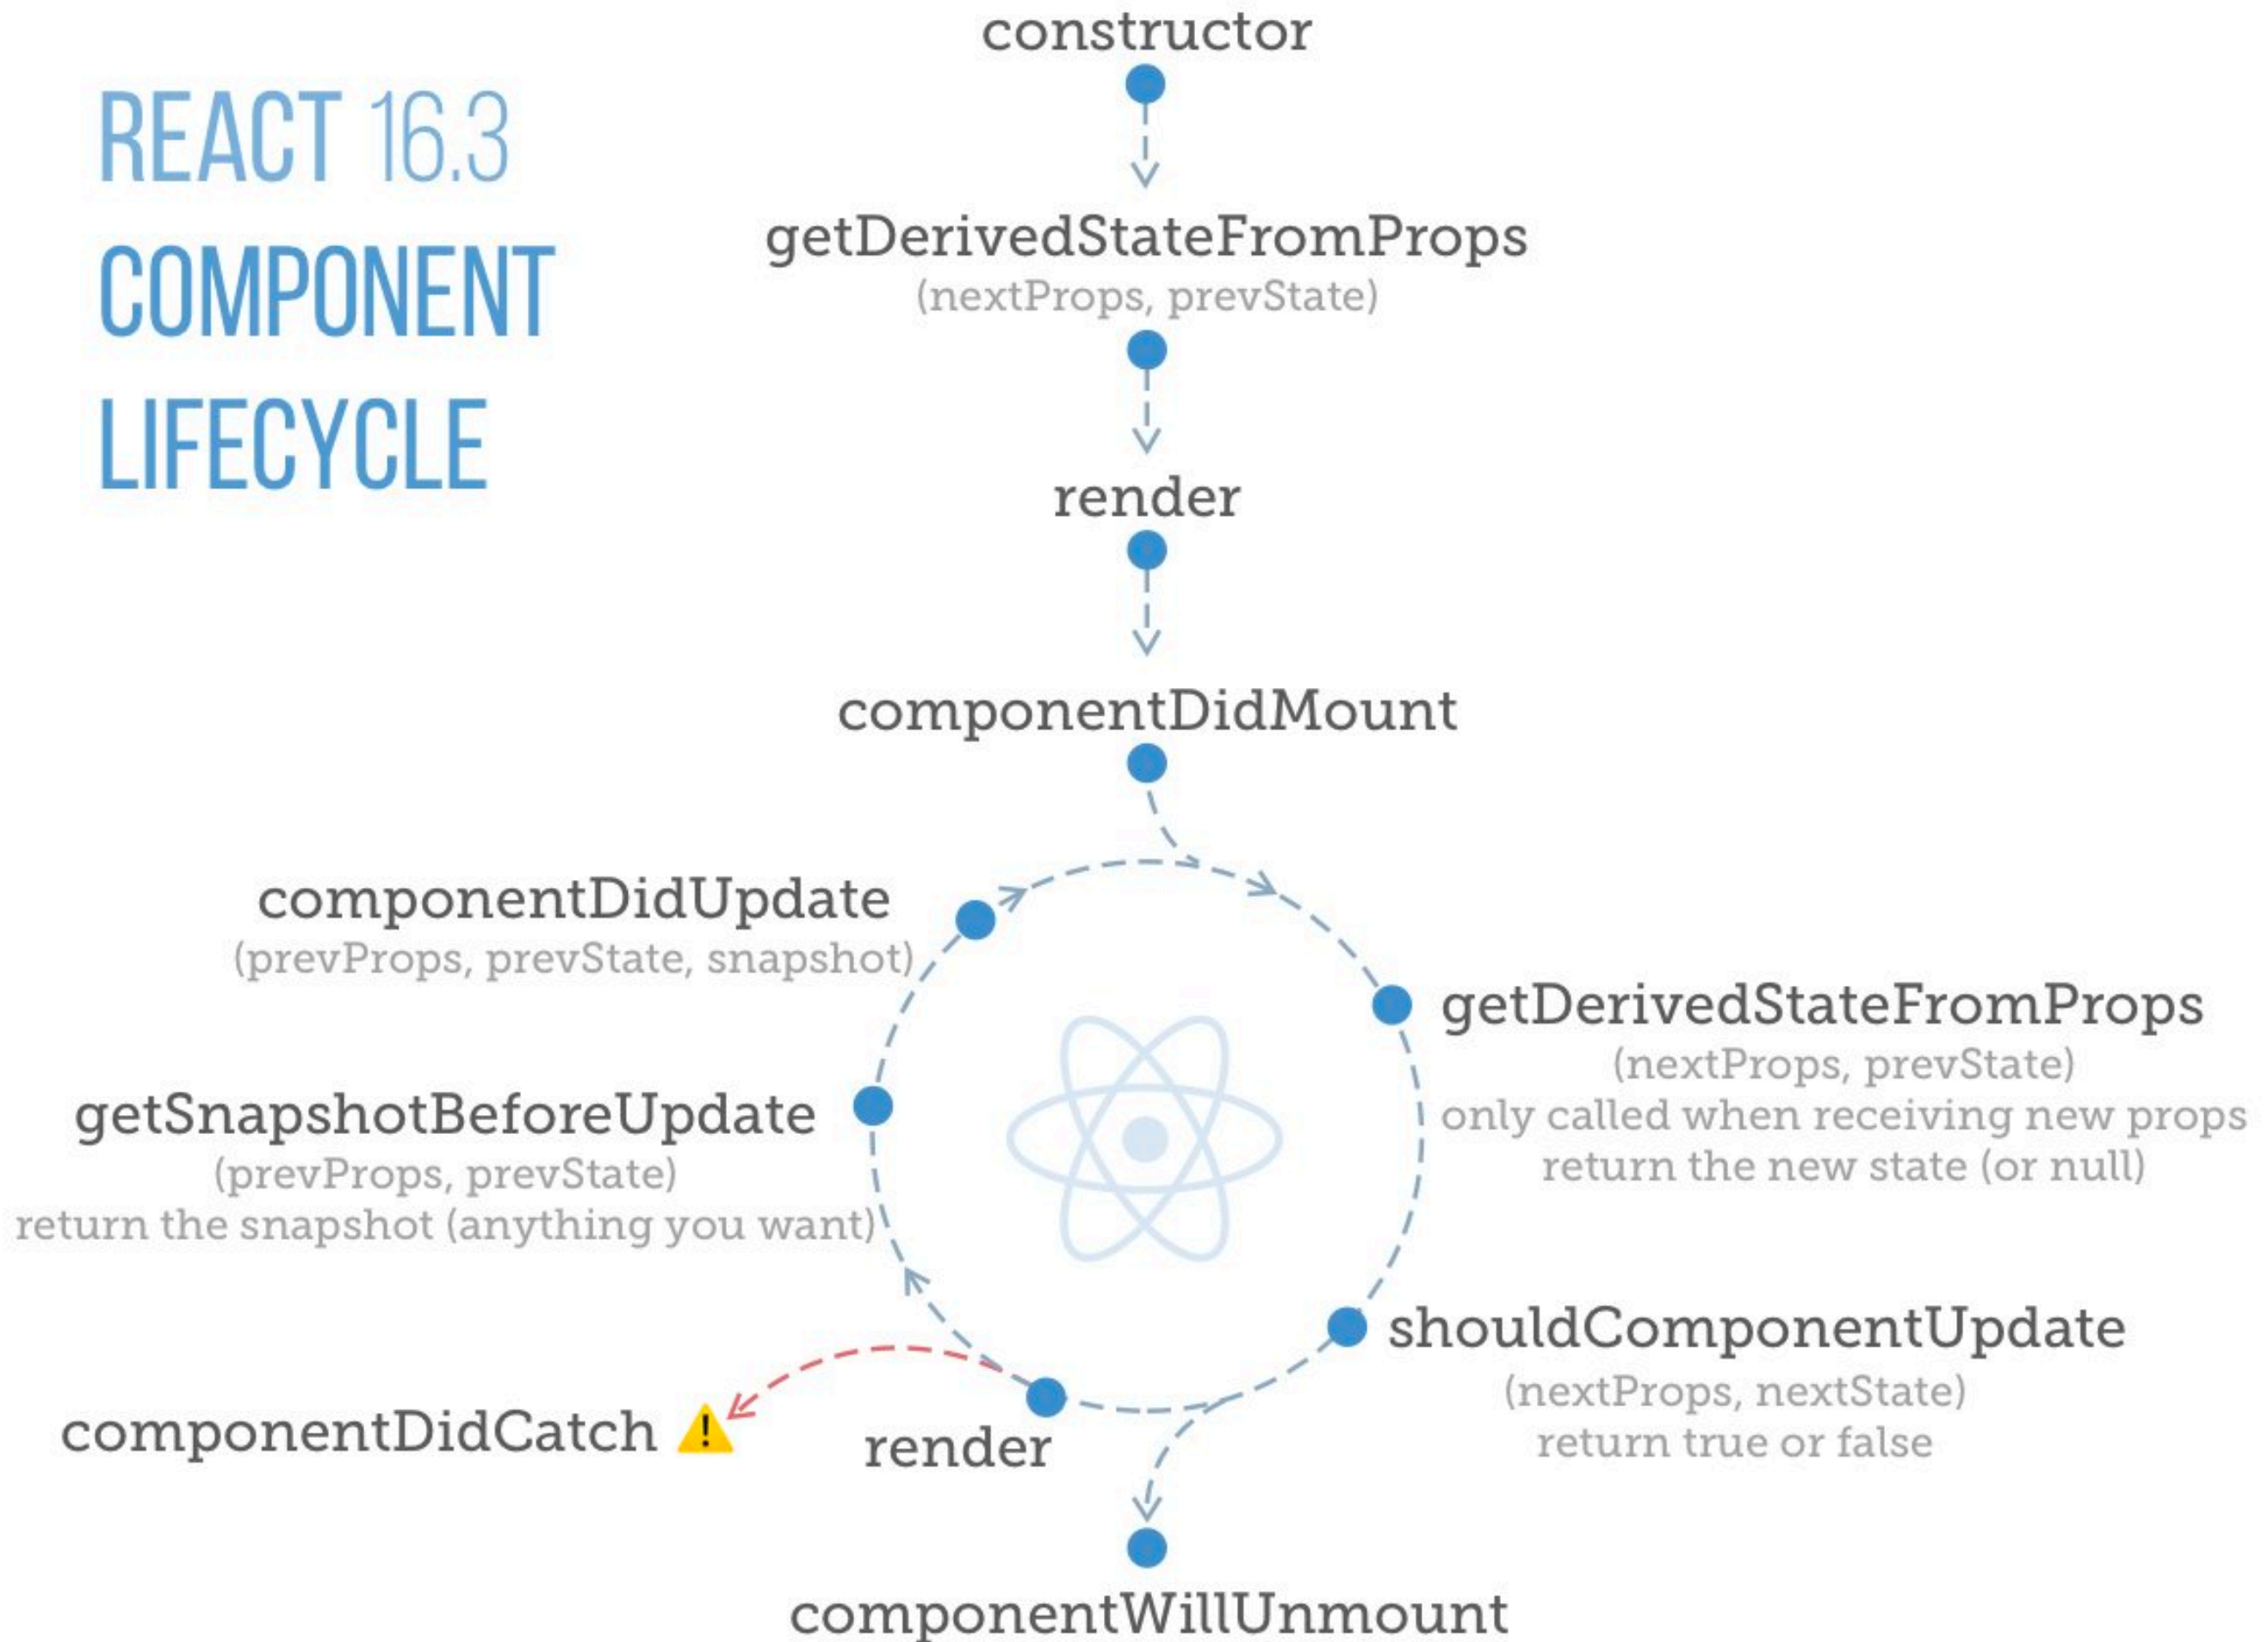 REACT 16.3
COMPONENT
LIFECYCLE
constructor
getDerivedStateFromProps
(nextProps, prevState)
render
componentDidMount
componentDidUpdate
(prevProps, prevState, snapshot)
getDerivedStateFromProps
(nextProps, prevState)
only called when receiving new props
return the new state (or null)
getSnapshotBeforeUpdate
(prevProps, prevState)
return the snapshot (anything you want)
shouldComponentUpdate
(nextProps, nextState)
return true or false
componentDidCatch
render
componentWillUnmount